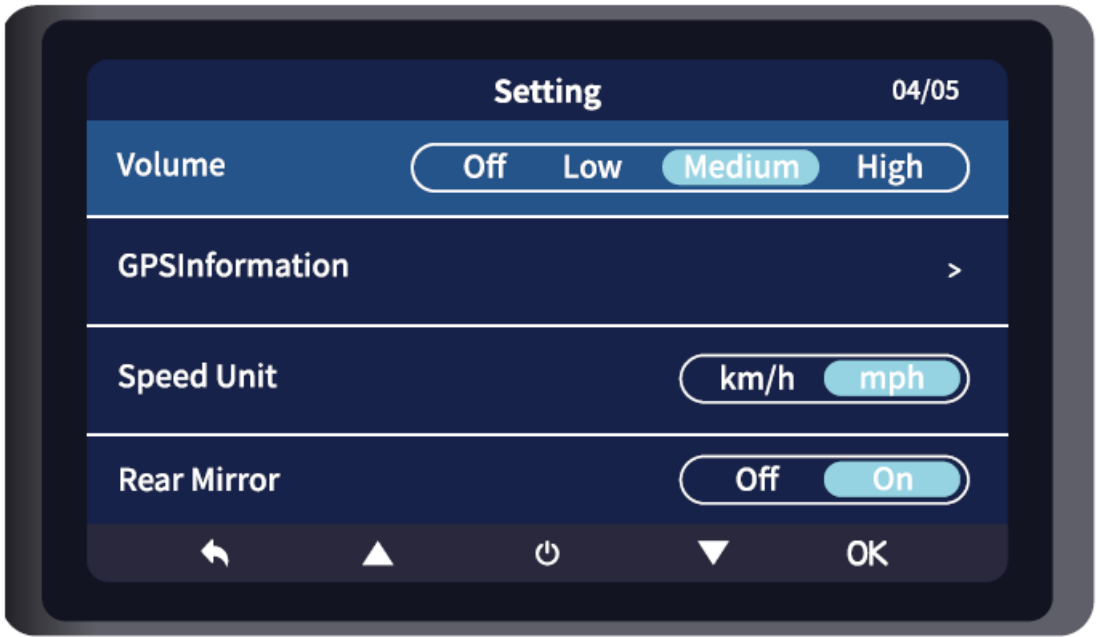 Setting 04/05
Volume Off Low Medium High
GPSInformation >
Speed Unit km/h mph
Rear Mirror Off On
OK